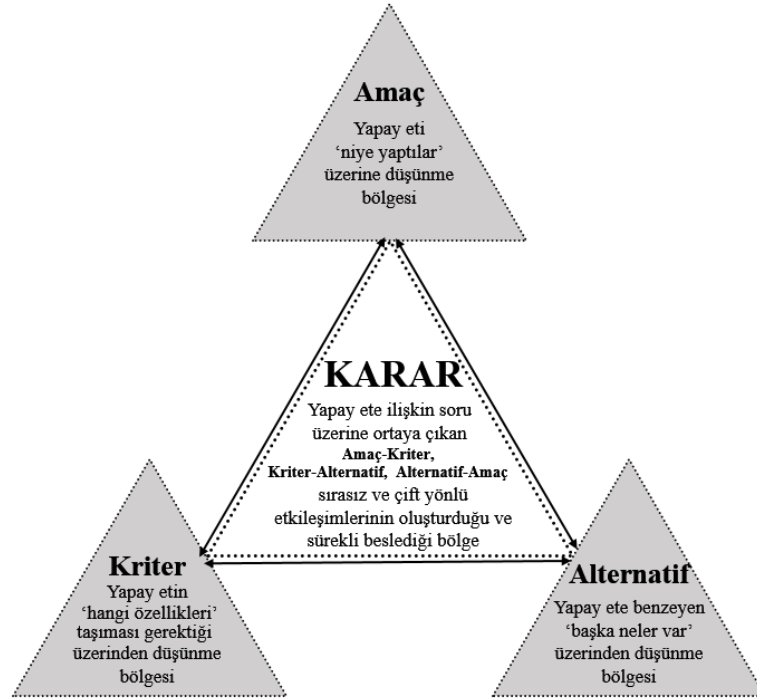 Amaç
Yapay eti
‘niye yaptılar’
üzerine düşünme
bölgesi
KARAR
Yapay ete ilişkin soru
üzerine ortaya çıkan
Amaç-Kriter,
Kriter-Alternatif, Alternatif-Amaç
sırasız ve çift yönlü
etkileşimlerinin oluşturduğu ve
sürekli beslediği bölge
Kriter
Yapay etin
‘hangi özellikleri’
taşıması gerektiği
üzerinden düşünme
bölgesi
Alternatif
Yapay ete benzeyen
‘başka neler var’
üzerinden düşünme
bölgesi